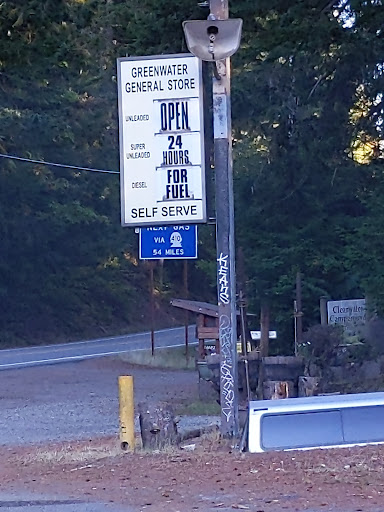 GREENWATER
GENERAL STORE
UNLEADED OPEN
SUPER
UNLEADED
24
HOURS
DIESEL FOR
FUEL
SELF SERVE
NEXT GAS
VIA 410
54 MILES